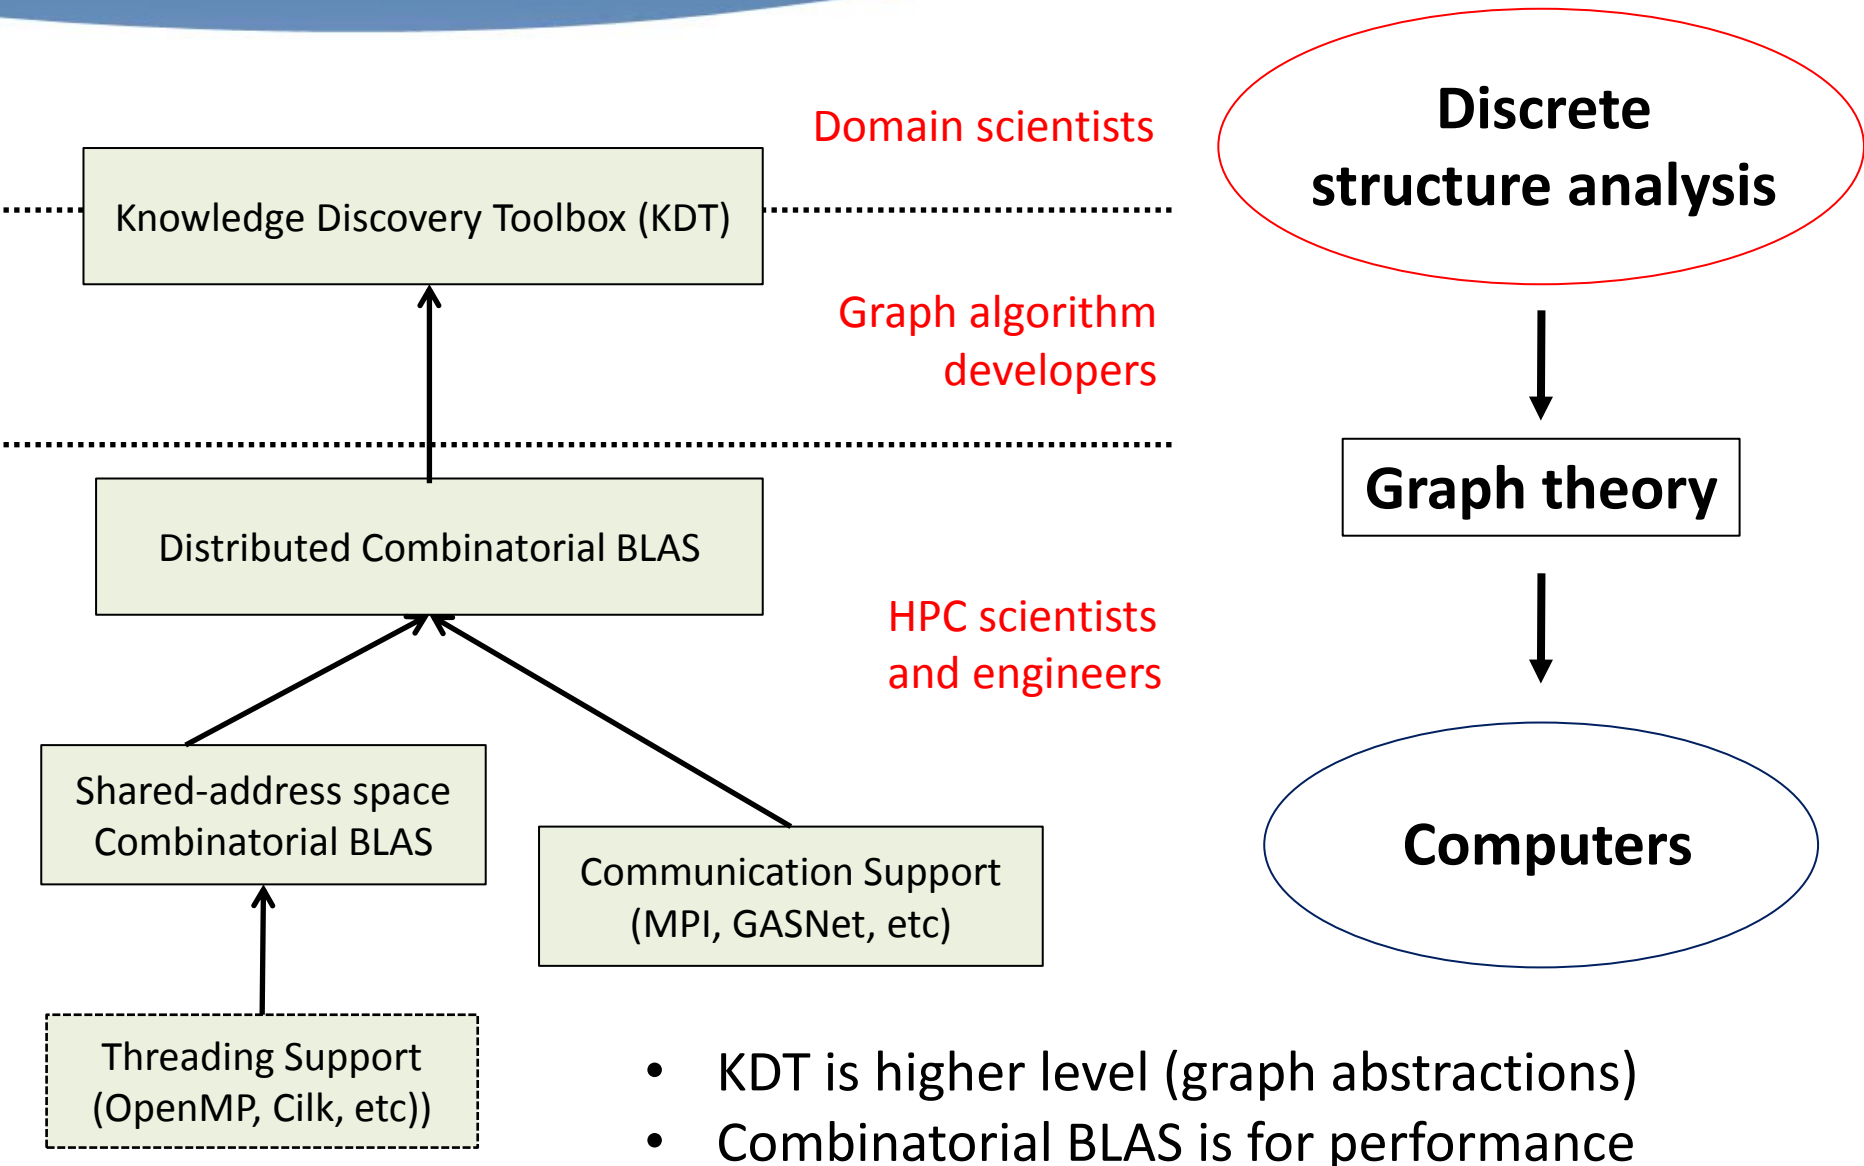 Domain scientists
Knowledge Discovery Toolbox (KDT)
Graph algorithm
developers
Distributed Combinatorial BLAS
HPC scientists
and engineers
Shared-address space
Combinatorial BLAS
Communication Support
(MPI, GASNet, etc)
Threading Support
(OpenMP, Cilk, etc))
Discrete
structure analysis
Graph theory
Computers
• KDT is higher level (graph abstractions)
• Combinatorial BLAS is for performance